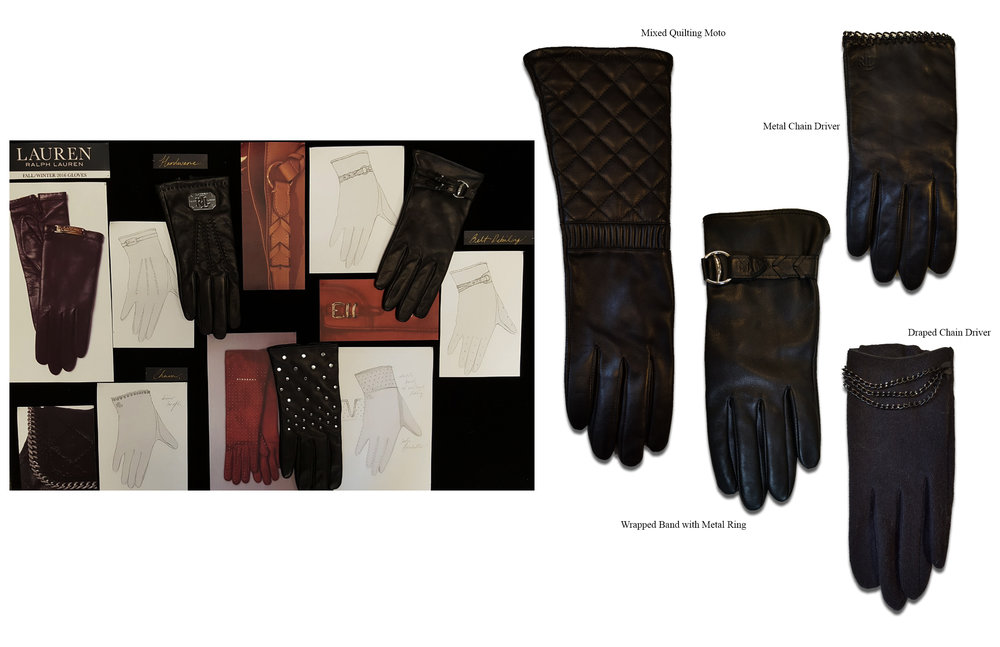 LAUREN
RALPH LAUREN
FALL/WINTER 2016 GLOVES
Hardware
Belt Detailing
Chain
Mixed Quilting Moto
Metal Chain Driver
Wrapped Band with Metal Ring
Draped Chain Driver